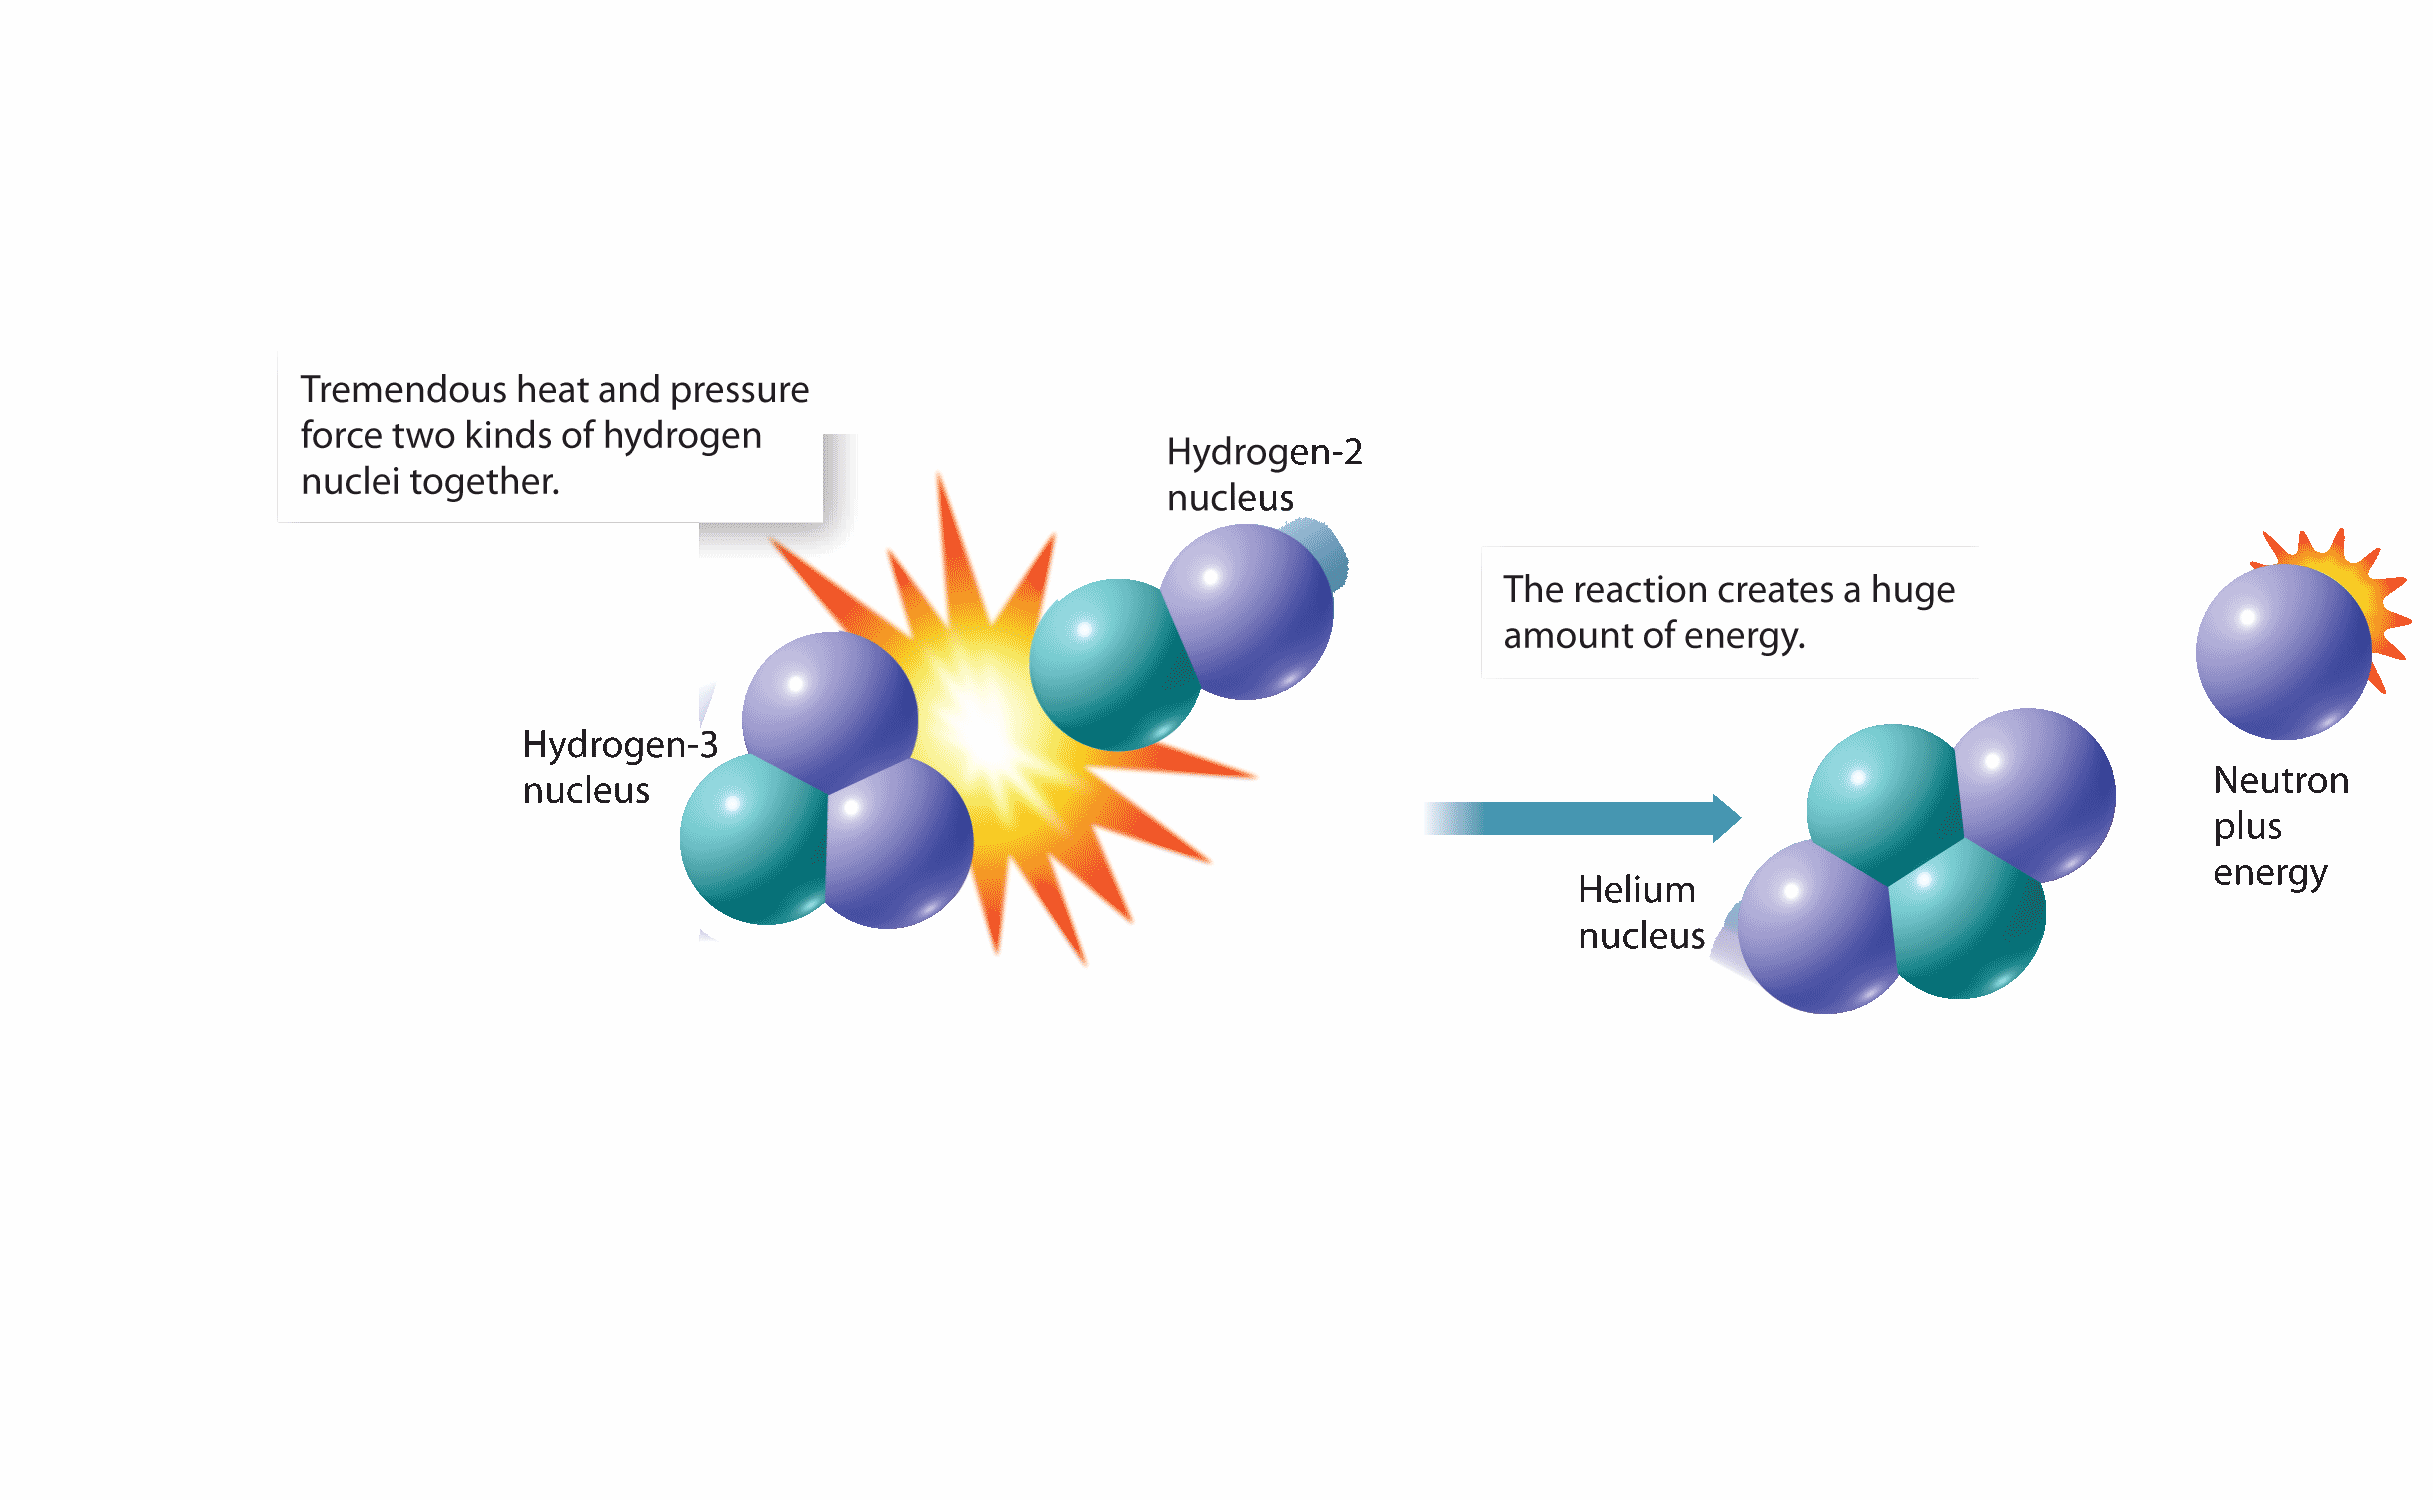 Tremendous heat and pressure
force two kinds of hydrogen
nuclei together.
Hydrogen-2
nucleus
Hydrogen-3
nucleus
The reaction creates a huge
amount of energy.
Helium
nucleus
Neutron
plus
energy